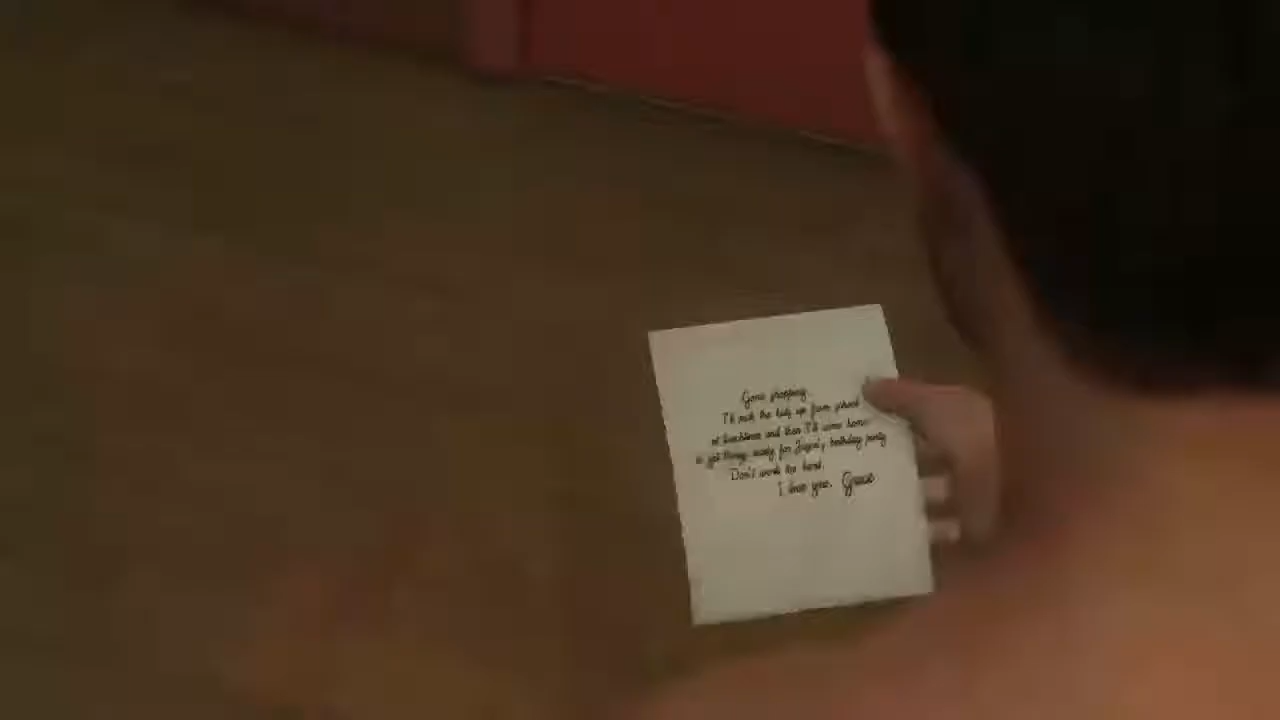 Gone shopping.
I'll pick the kids up from school
at lunchtime and then I'll come home
to get things ready for Jason's birthday party
Don't work too hard.
I love you. Grace